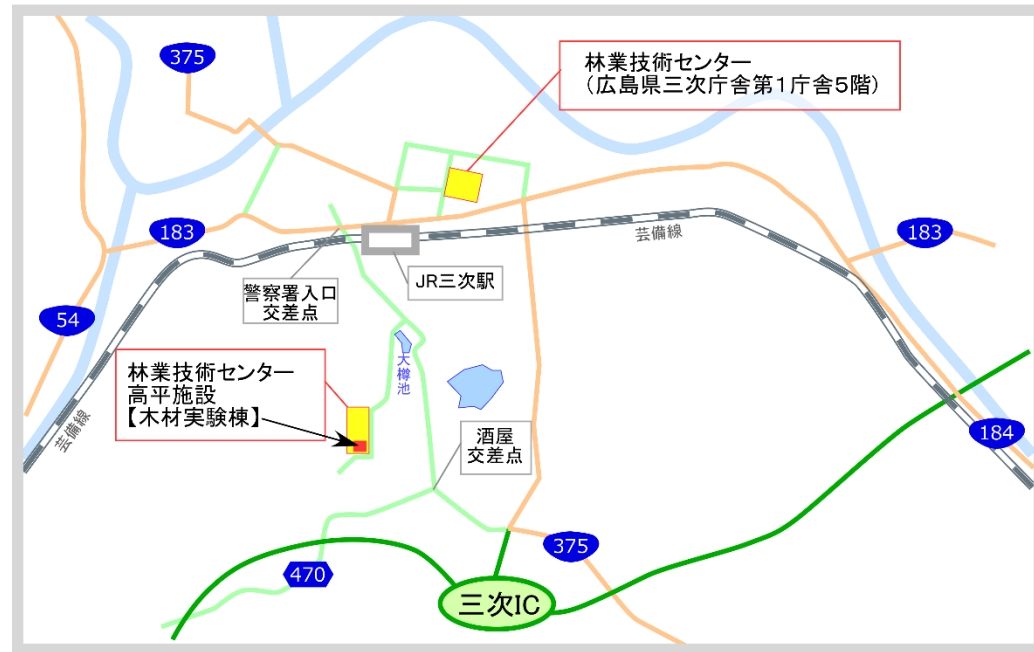 375
林業技術センター
(広島県三次庁舎第1庁舎5階)
183
芸備線
183
警察署入口
交差点
JR三次駅
54
大樽池
林業技術センター
高平施設
【木材実験棟】
芸備線
酒屋
交差点
184
375
470
三次IC